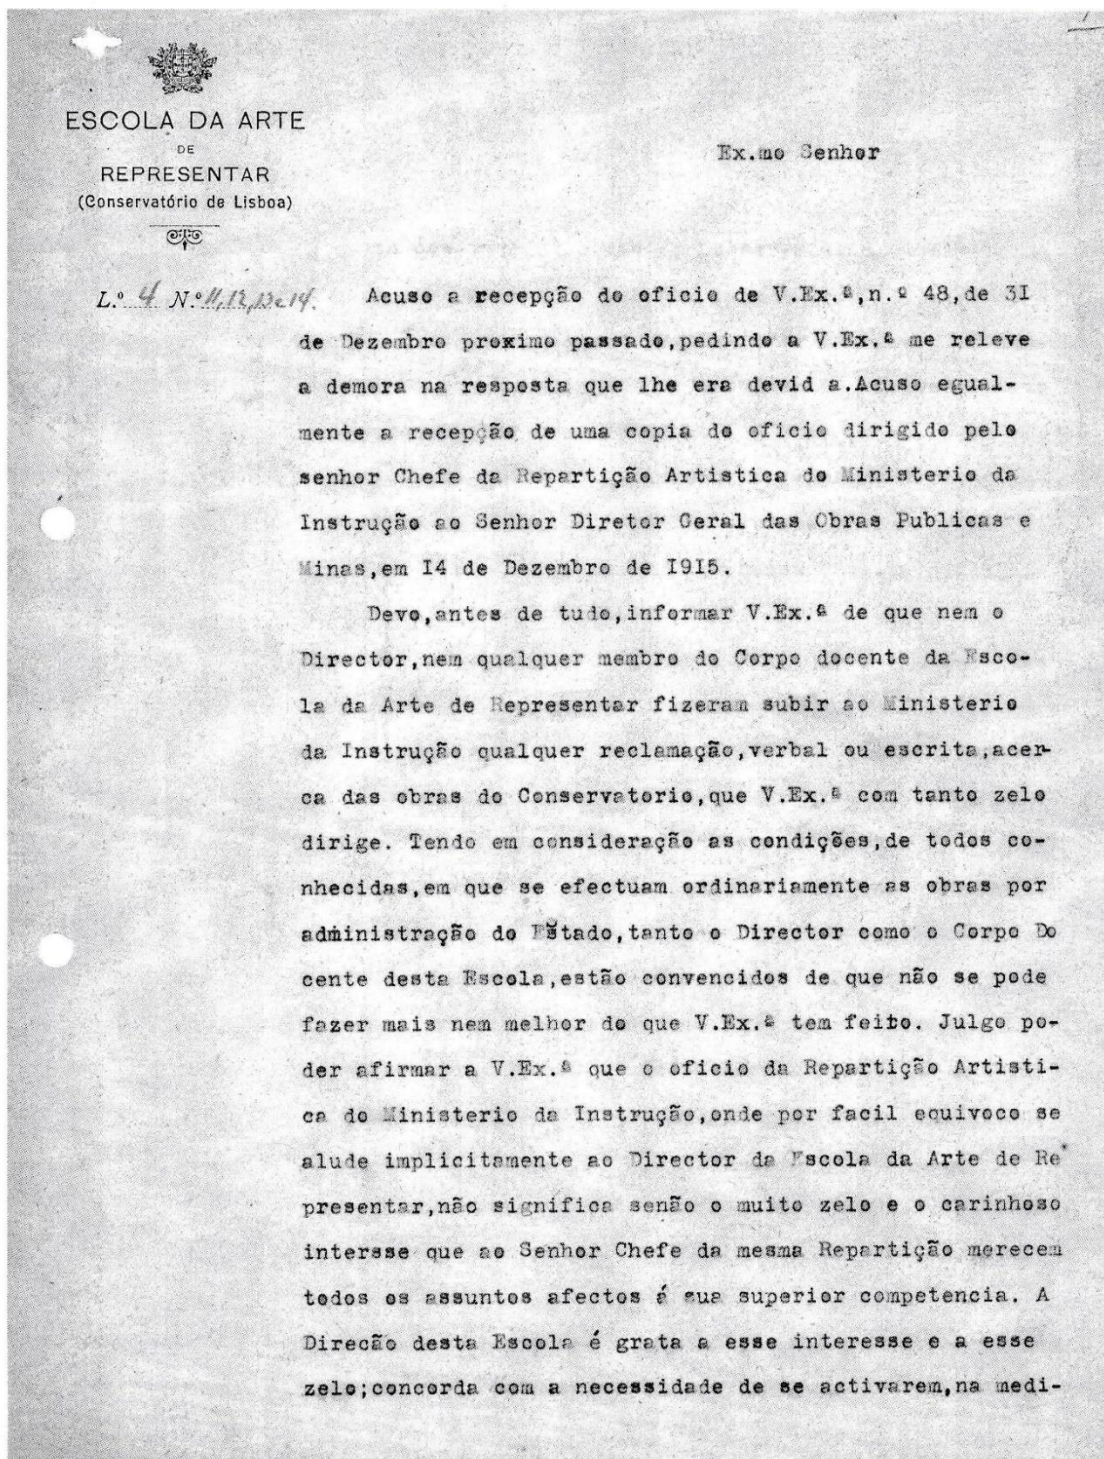 1
ESCOLA DA ARTE
DE
REPRESENTAR
(Conservatório de Lisboa)
Ex.mo Senhor
L.º 4 N.º 11,12,13 e 14.
Acuso a recepção do oficio de V.Ex.ª,n.º 48,de 3I
de Dezembro proximo passado,pedindo a V.Ex.ª me releve
a demora na resposta que lhe era devid a.Acuso egual-
mente a recepção de uma copia do oficio dirigido pelo
senhor Chefe da Repartição Artistica do Ministerio da
Instrução ao Senhor Diretor Geral das Obras Publicas e
Minas,em I4 de Dezembro de I9I5.
Devo,antes de tudo,informar V.Ex.ª de que nem o
Director,nem qualquer membro do Corpo docente da Esco-
la da Arte de Representar fizeram subir ao Ministerio
da Instrução qualquer reclamação,verbal ou escrita,acer-
ca das obras do Conservatorio,que V.Ex.ª com tanto zelo
dirige. Tendo em consideração as condições,de todos co-
nhecidas,em que se efectuam ordinariamente as obras por
administração do Estado,tanto o Director como o Corpo Do
cente desta Escola,estão convencidos de que não se pode
fazer mais nem melhor do que V.Ex.ª tem feito. Julgo po-
der afirmar a V.Ex.ª que o oficio da Repartição Artisti-
ca do Ministerio da Instrução,onde por facil equivoco se
alude implicitamente ao Director da Escola da Arte de Re
presentar,não significa senão o muito zelo e o carinhoso
intersse que ao Senhor Chefe da mesma Repartição merecem
todos os assuntos afectos á sua superior competencia. A
Direcão desta Escola é grata a esse interesse e a esse
zelo;concorda com a necessidade de se activarem,na medi-